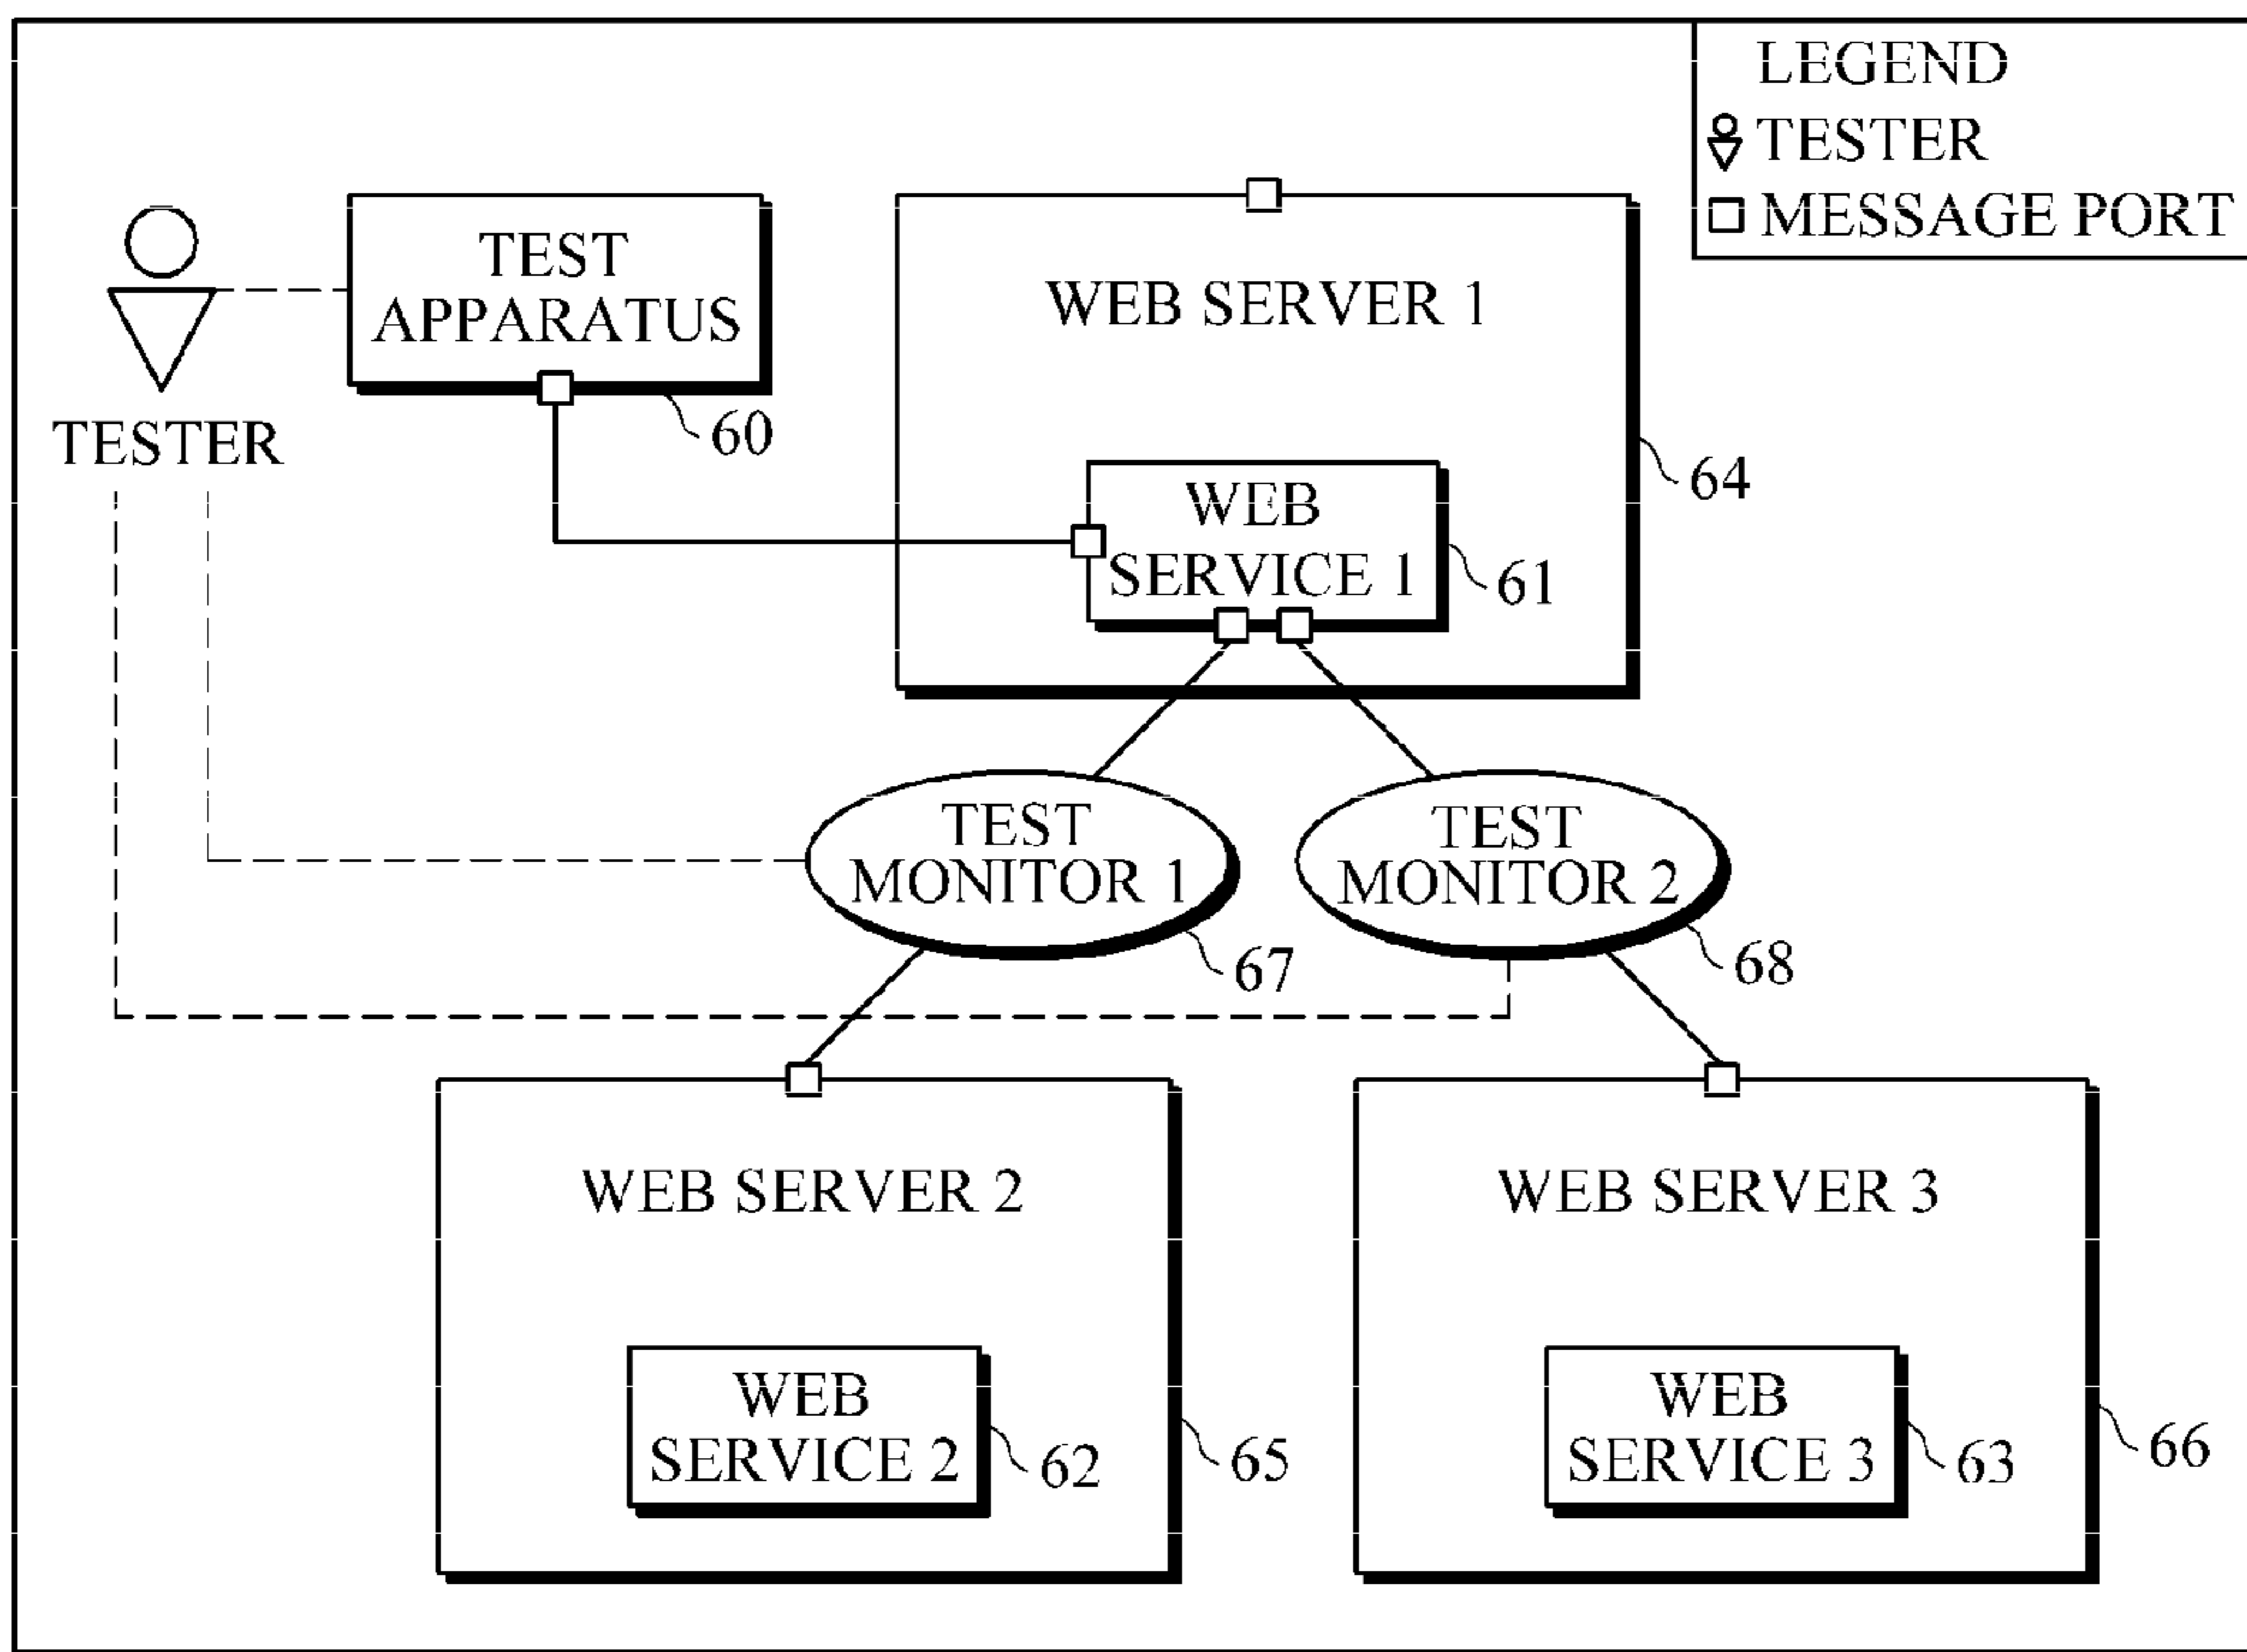 LEGEND
TESTER
MESSAGE PORT
TEST
APPARATUS
60
TESTER
WEB SERVER 1
64
WEB
SERVICE 1
61
TEST
MONITOR 1
67
TEST
MONITOR 2
68
WEB SERVER 2
65
WEB
SERVICE 2
62
WEB SERVER 3
66
WEB
SERVICE 3
63